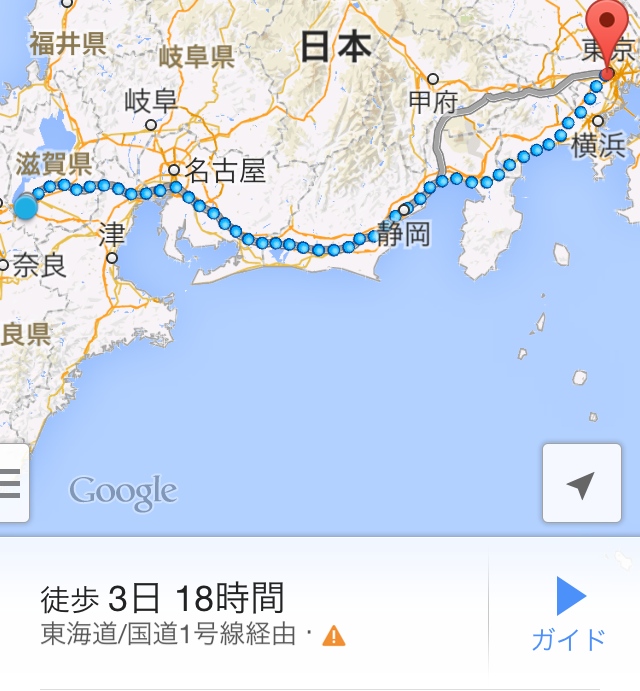 福井県
岐阜県
日本
東京
甲府
岐阜
横浜
滋賀県
名古屋
津
静岡
奈良
良県
Google
徒歩 3日 18時間
東海道/国道1号線経由・
ガイド